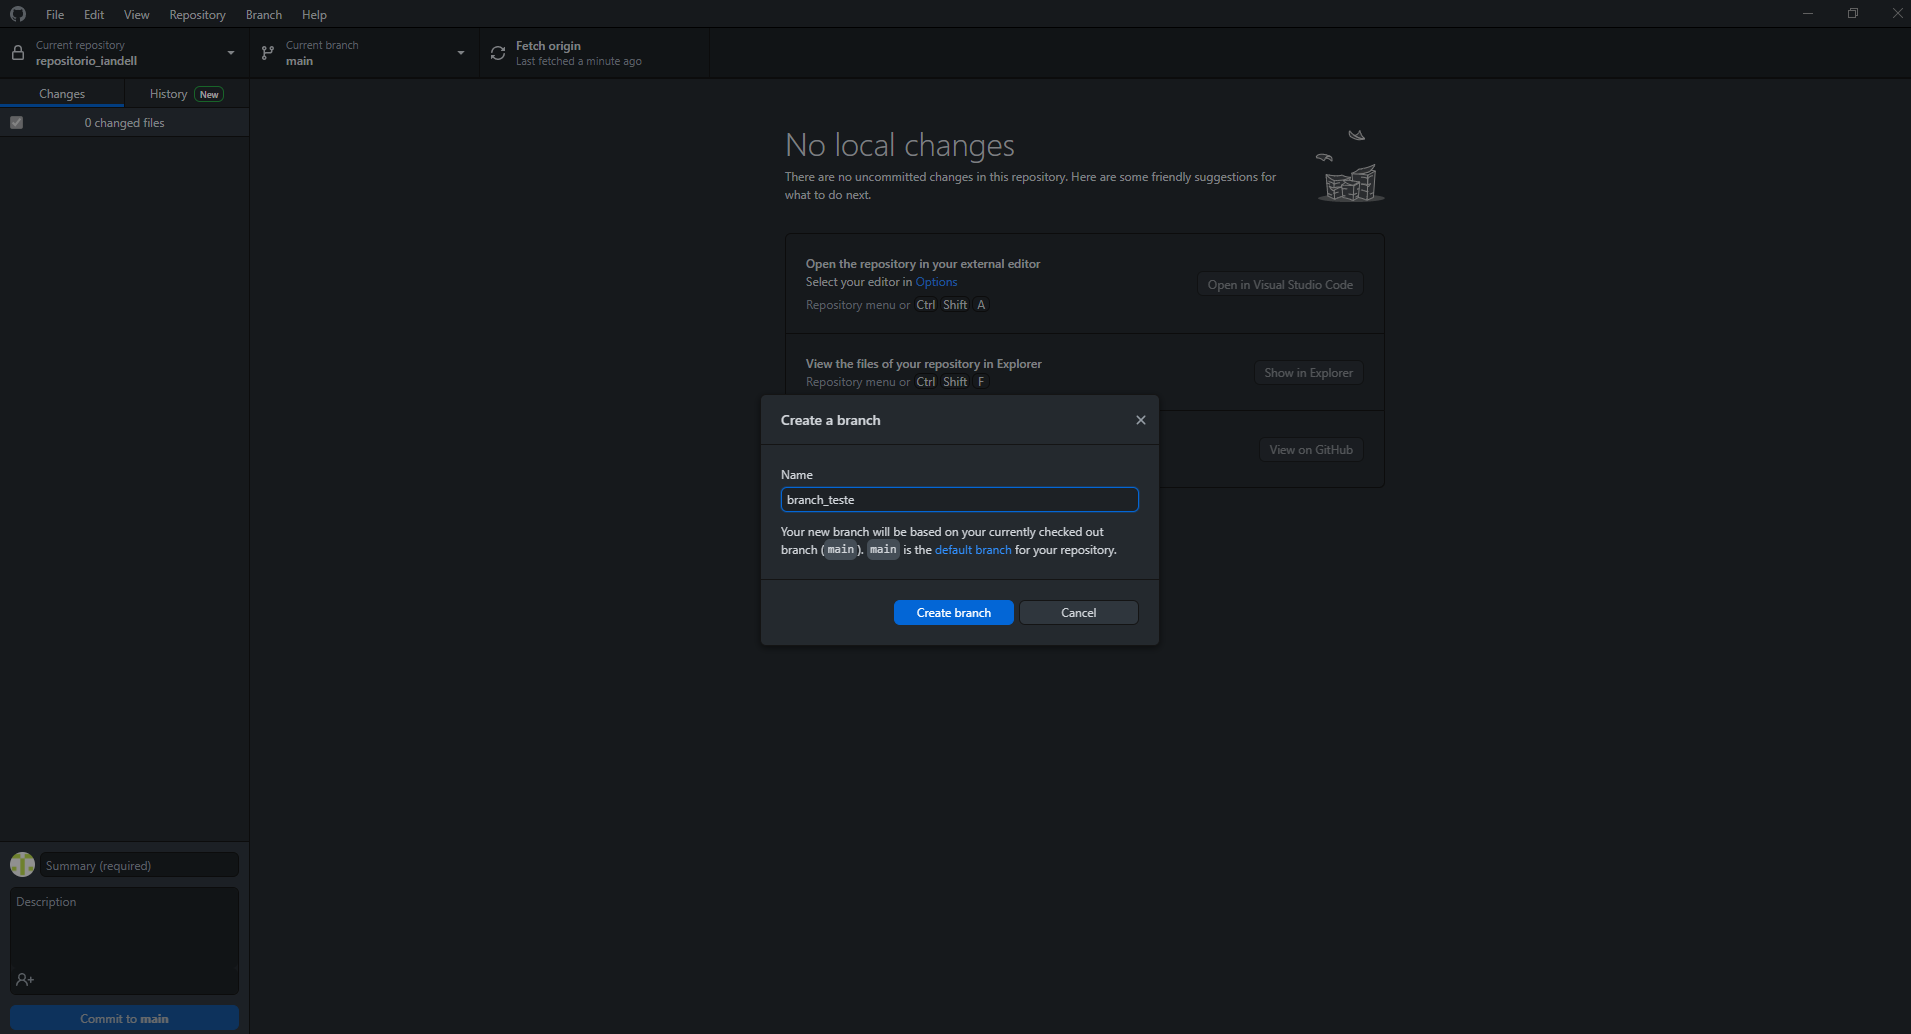 File Edit View Repository Branch Help
Current repository
repositorio_iandell
Current branch
main
Fetch origin
Last fetched a minute ago
Changes
History New
0 changed files
No local changes
There are no uncommitted changes in this repository. Here are some friendly suggestions for
what to do next.
Open the repository in your external editor
Select your editor in Options
Repository menu or Ctrl Shift A
Open in Visual Studio Code
View the files of your repository in Explorer
Repository menu or Ctrl Shift F
Show in Explorer
View on GitHub
Create a branch
Name
branch_teste
Your new branch will be based on your currently checked out
branch (main). main is the default branch for your repository.
Create branch
Cancel
Summary (required)
Description
Commit to main